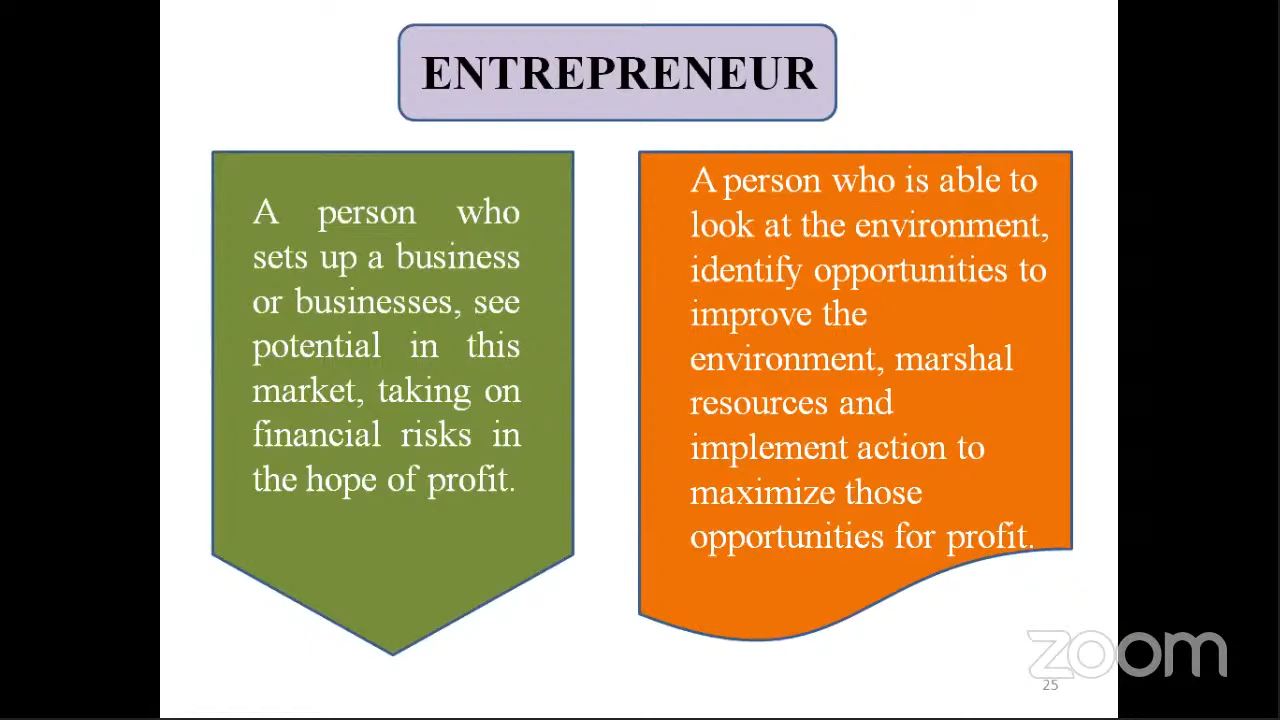 ENTREPRENEUR
A person who
sets up a business
or businesses, see
potential in this
market, taking on
financial risks in
the hope of profit.
A person who is able to
look at the environment,
identify opportunities to
improve the
environment, marshal
resources and
implement action to
maximize those
opportunities for profit.
zoom
25